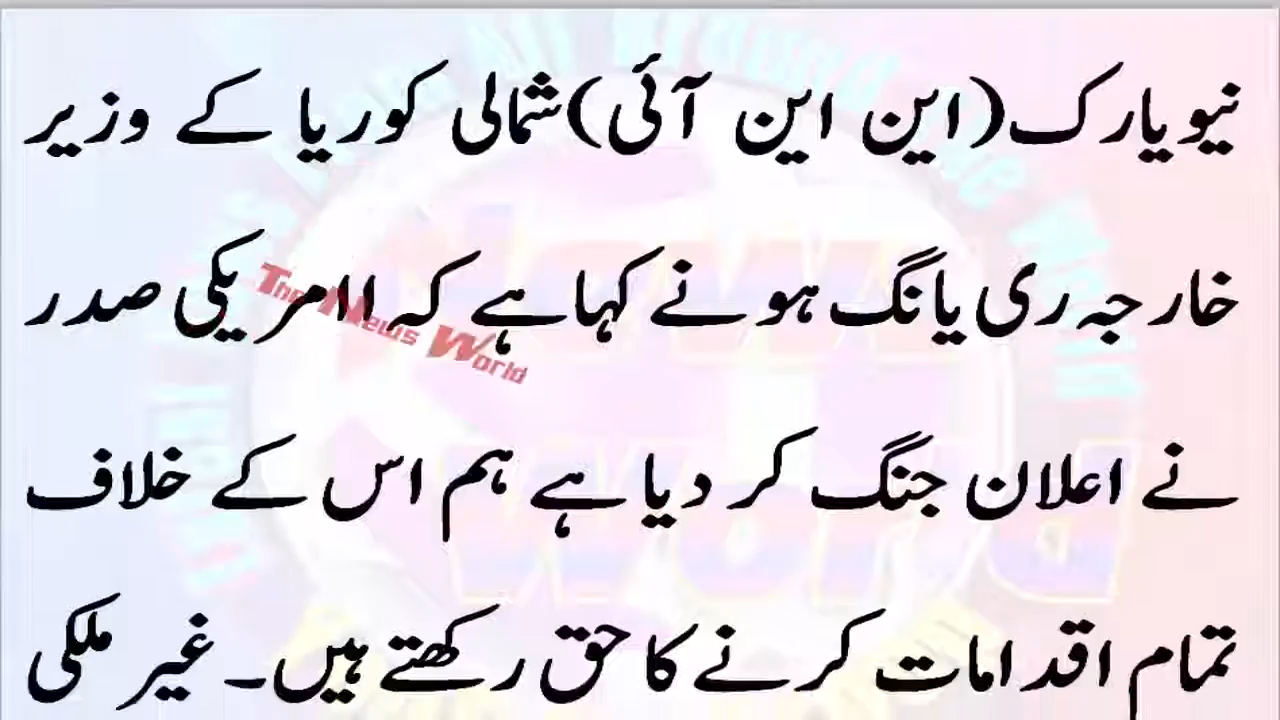 نیویارک(این این آئی)شمالی کوریا کے وزیر
خارجہ ری یانگ ہو نے کہا ہے کہ اامریکی صدر
The News World
نے اعلان جنگ کر دیا ہے ہم اس کے خلاف
تمام اقدامات کرنے کا حق رکھتے ہیں۔ غیر ملکی